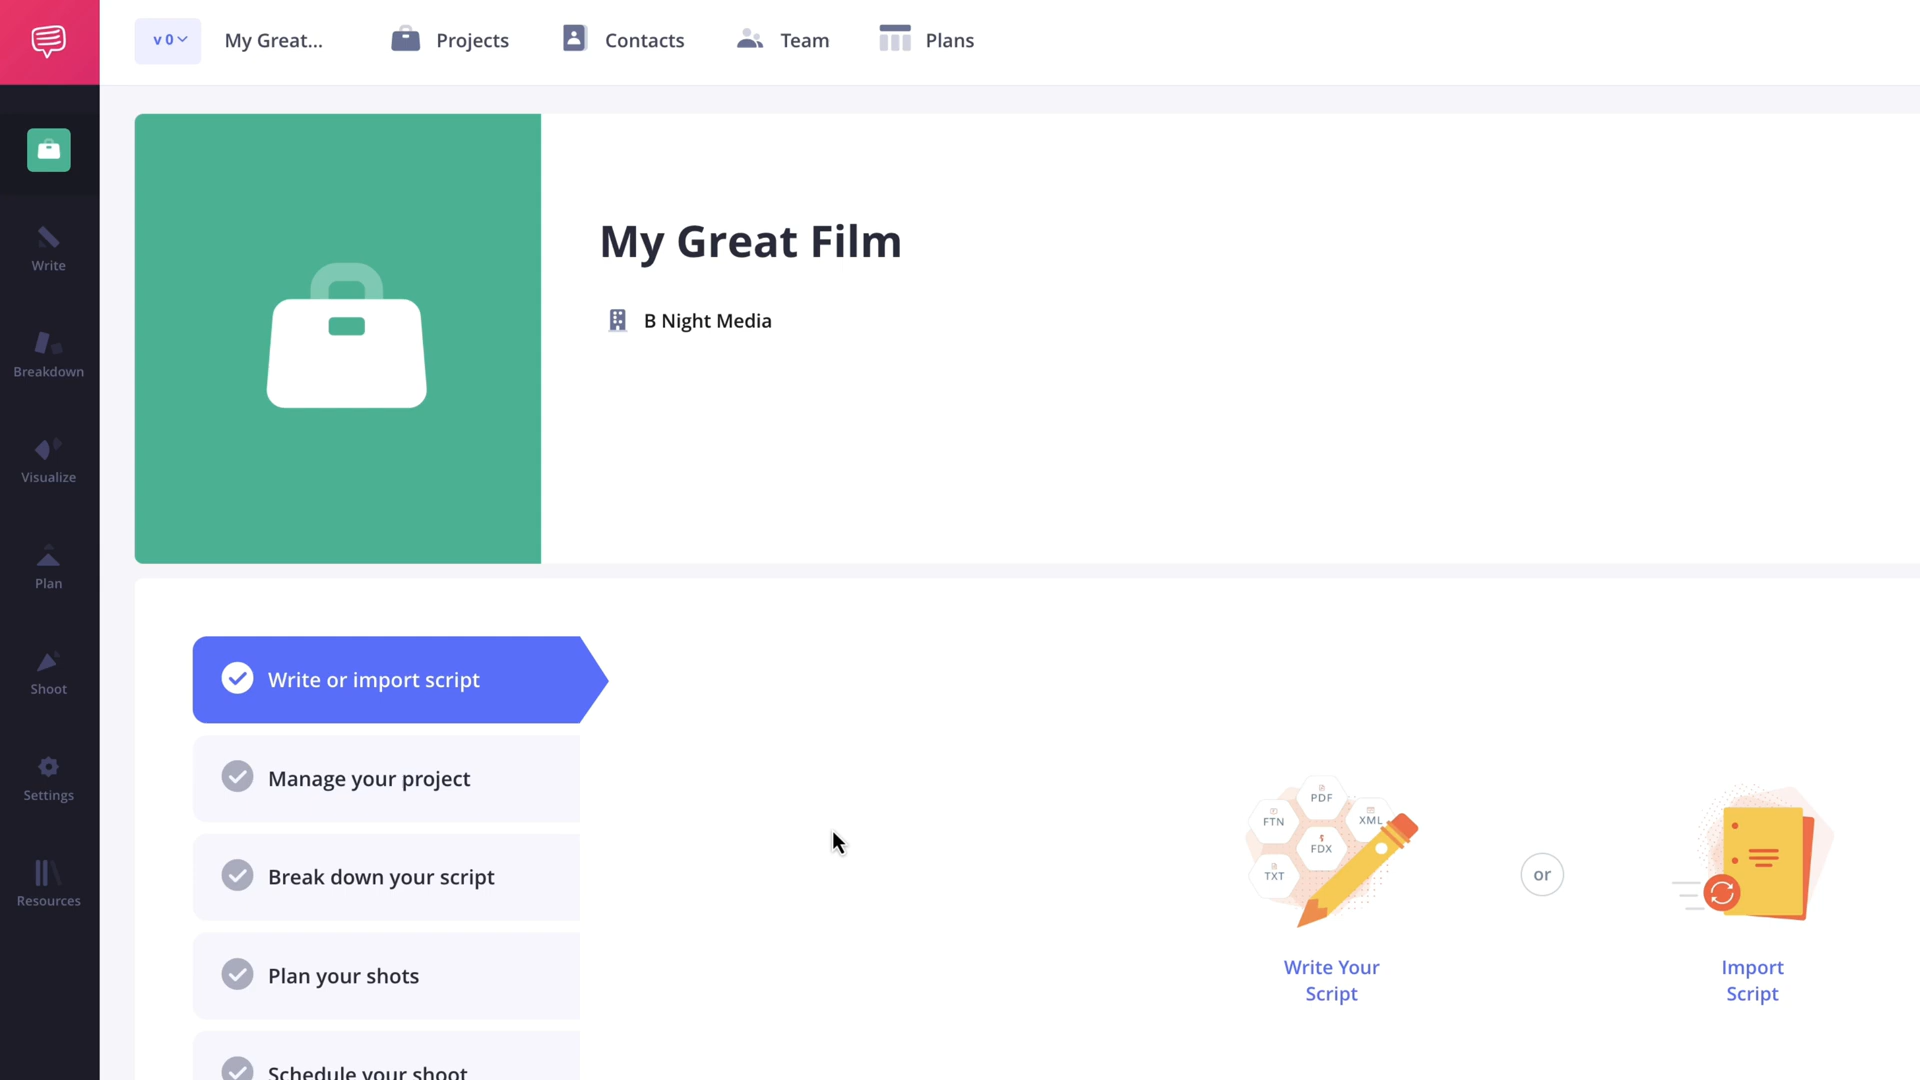 v 0
My Great...
Projects
Contacts
Team
Plans
Write
Breakdown
Visualize
Plan
Shoot
Settings
Resources
My Great Film
B Night Media
Write or import script
Manage your project
Break down your script
Plan your shots
Schedule your shoot
PDF
FTN
XML
FDX
TXT
Write Your
Script
or
Import
Script